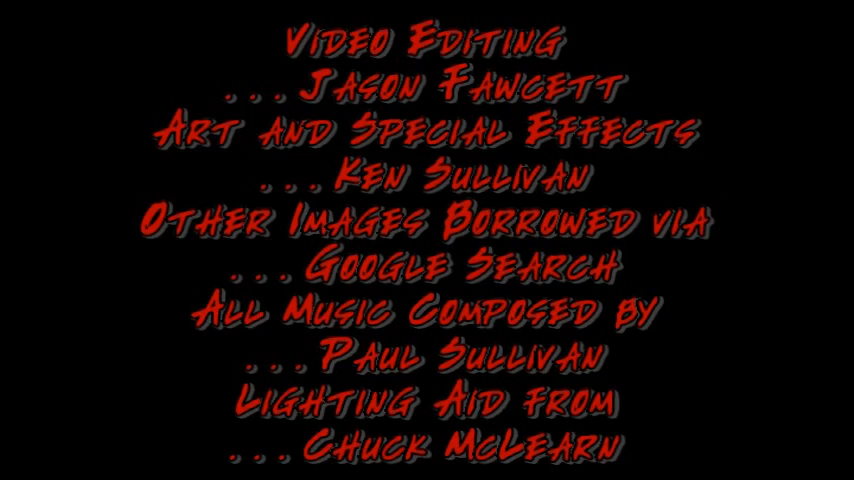 Video Editing
. . . Jason Fawcett
Art and Special Effects
. . . Ken Sullivan
Other Images Borrowed via
. . . Google Search
All Music Composed by
. . . Paul Sullivan
Lighting Aid from
. . . Chuck McLearn